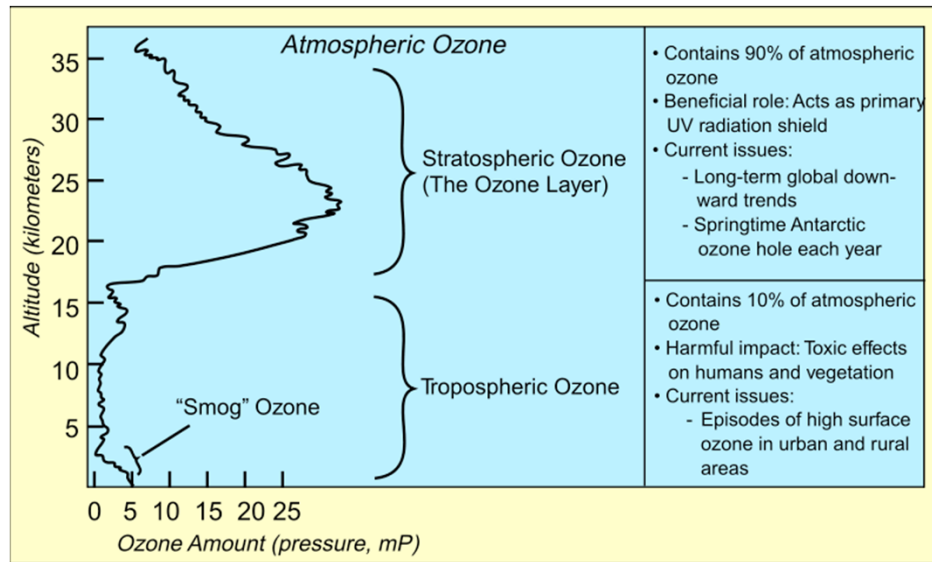 Atmospheric Ozone
Altitude (kilometers)
35
30
25
20
15
10
5
0 5 10 15 20 25
Ozone Amount (pressure, mP)
Stratospheric Ozone
(The Ozone Layer)
Tropospheric Ozone
“Smog” Ozone
• Contains 90% of atmospheric
ozone
• Beneficial role: Acts as primary
UV radiation shield
• Current issues:
- Long-term global down-
ward trends
- Springtime Antarctic
ozone hole each year
• Contains 10% of atmospheric
ozone
• Harmful impact: Toxic effects
on humans and vegetation
• Current issues:
- Episodes of high surface
ozone in urban and rural
areas